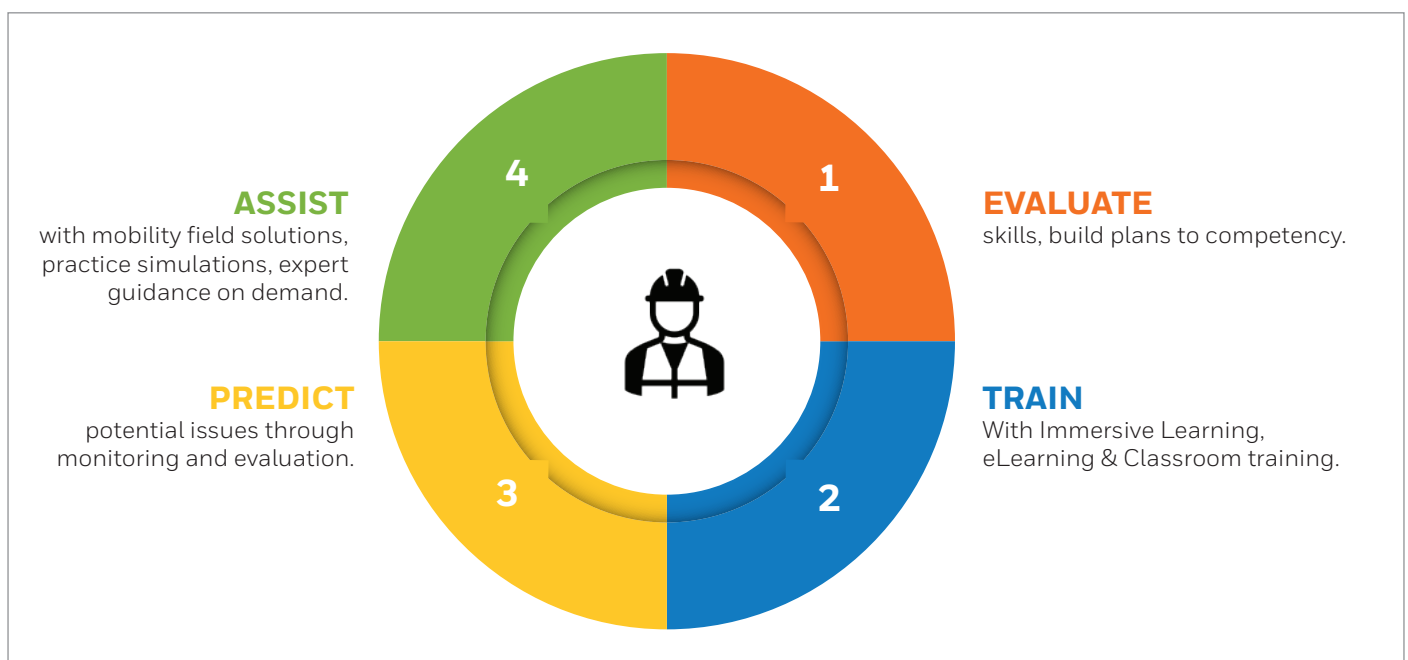 1
EVALUATE
skills, build plans to competency.
2
TRAIN
With Immersive Learning,
eLearning & Classroom training.
3
PREDICT
potential issues through
monitoring and evaluation.
4
ASSIST
with mobility field solutions,
practice simulations, expert
guidance on demand.